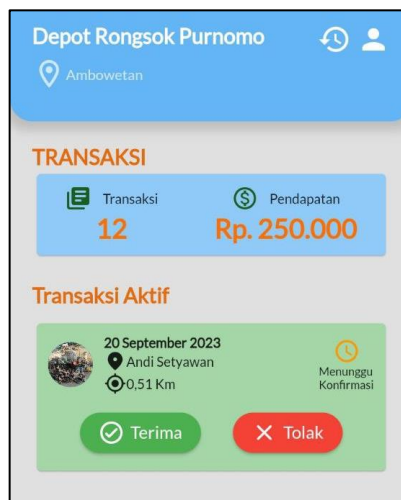 Depot Rongsok Purnomo
Ambowetan
TRANSAKSI
Transaksi
Pendapatan
12
Rp. 250.000
Transaksi Aktif
20 September 2023
Andi Setyawan
0,51 Km
Menunggu
Konfirmasi
Terima
Tolak